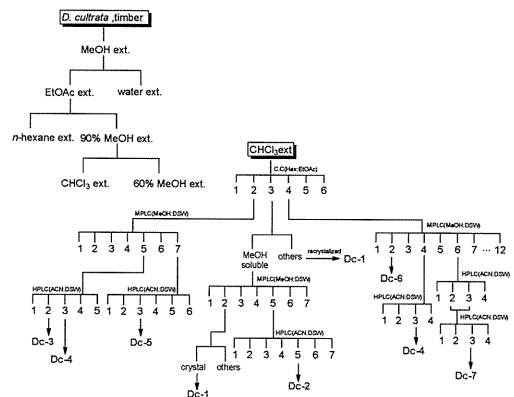 D. cultrata ,timber
MeOH ext.
EtOAc ext. water ext.
n-hexane ext. 90% MeOH ext.
CHCl3 ext. 60% MeOH ext.
CHCl3ext
C.C(Hex:EtOAc)
1 2 3 4 5 6
MPLC(MeOH:DSW)
1 2 3 4 5 6 7
HPLC(ACN:DSW)
1 2 3 4 5
Dc-3
Dc-4
HPLC(ACN:DSW)
1 2 3 4 5 6
Dc-5
MeOH
soluble
others
recrystalized
Dc-1
MPLC(MeOH:DSW)
1 2 3 4 5 6 7
crystal others
Dc-1
HPLC(ACN:DSW)
1 2 3 4 5 6 7
Dc-2
MPLC(MeOH:DSW)
1 2 3 4 5 6 7 ... 12
Dc-6
HPLC(ACN:DSW)
1 2 3 4
Dc-4
HPLC(ACN:DSW)
1 2 3 4
HPLC(ACN:DSW)
1 2 3 4
Dc-7